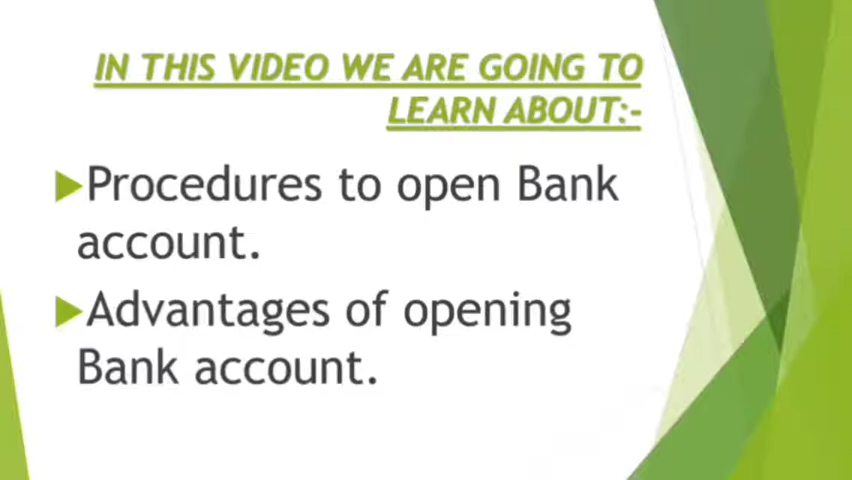 IN THIS VIDEO WE ARE GOING TO
LEARN ABOUT:-
Procedures to open Bank
account.
Advantages of opening
Bank account.